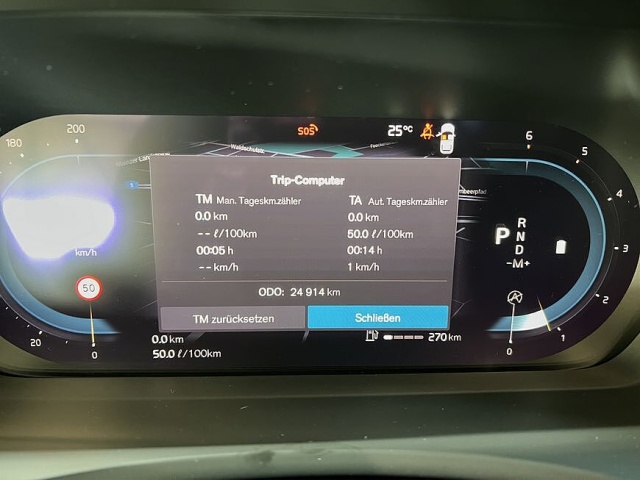 SOS
25°C
180
200
Waldschulstr.
6
5
4
3
2
1
0
Trip-Computer
TM Man. Tageskm.zähler
0.0 km
-- ℓ/100km
00:05 h
-- km/h
TA Aut. Tageskm.zähler
0.0 km
50.0 ℓ/100km
00:14 h
1 km/h
ODO: 24 914 km
TM zurücksetzen
Schließen
km/h
50
20
0
P
R
N
D
-M+
A
0.0 km
50.0 ℓ/100km
270 km